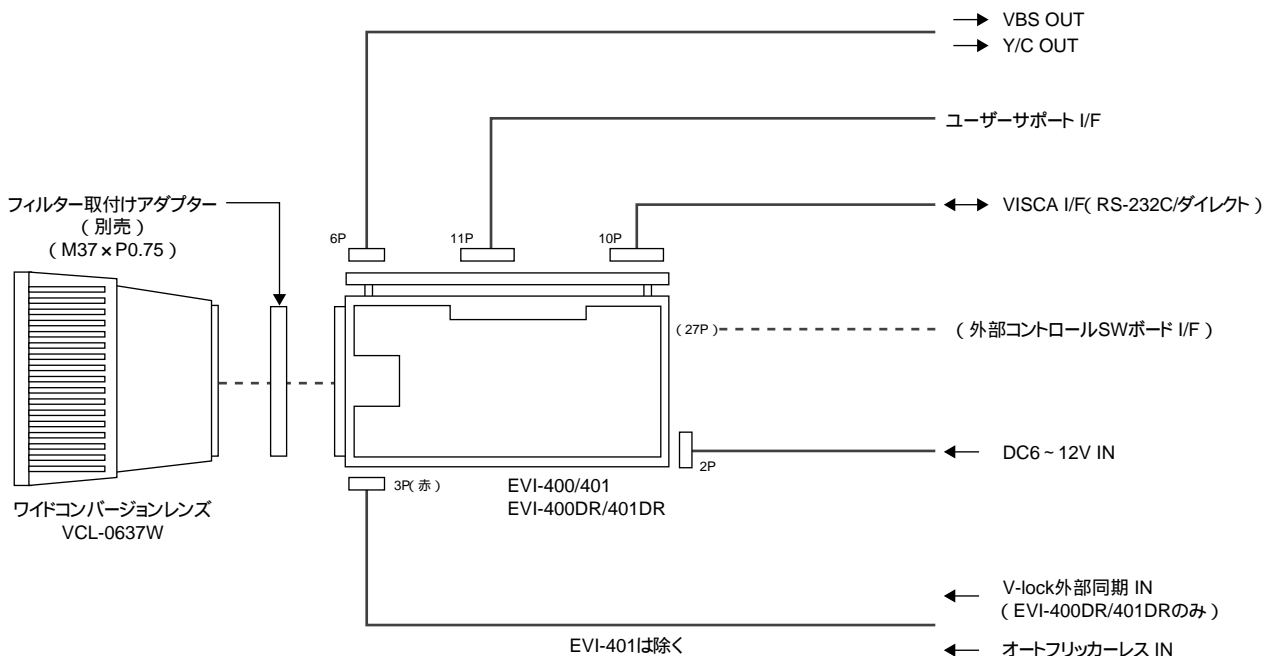 VBS OUT
Y/C OUT
ユーザーサポート I/F
フィルター取付けアダプター
（別売）
（M37×P0.75）
VISCA I/F（RS-232C/ダイレクト）
6P
11P
10P
（27P）
（外部コントロールSWボード I/F）
DC6~12V IN
2P
3P（赤）
EVI-400/401
EVI-400DR/401DR
ワイドコンバージョンレンズ
VCL-0637W
V-lock外部同期 IN
（EVI-400DR/401DRのみ）
EVI-401は除く
オートフリッカーレス IN